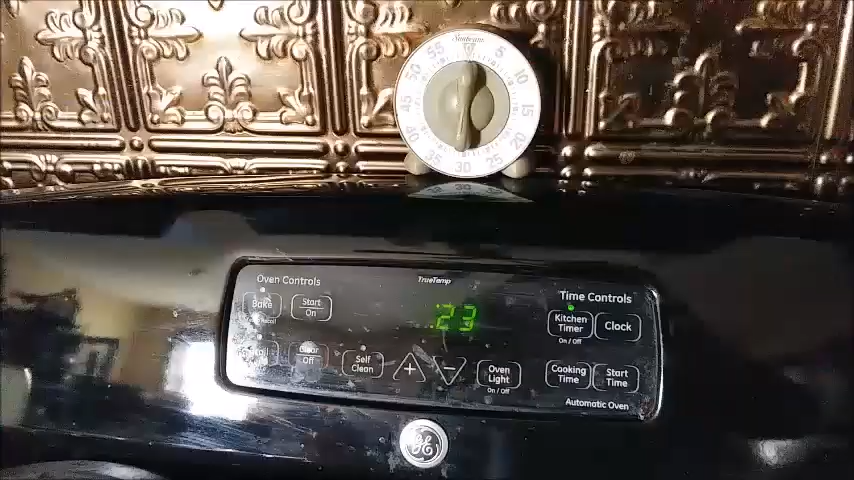 Sunbeam
55 5
50 10
45 15
40 20
35 30 25
Oven Controls
TrueTemp
Time Controls
Bake
Start
On
:23
Kitchen
Timer
On / Off
Clock
Clear
Off
Self
Clean
+
−
Oven
Light
On / Off
Cooking
Time
Start
Time
Automatic Oven
GE